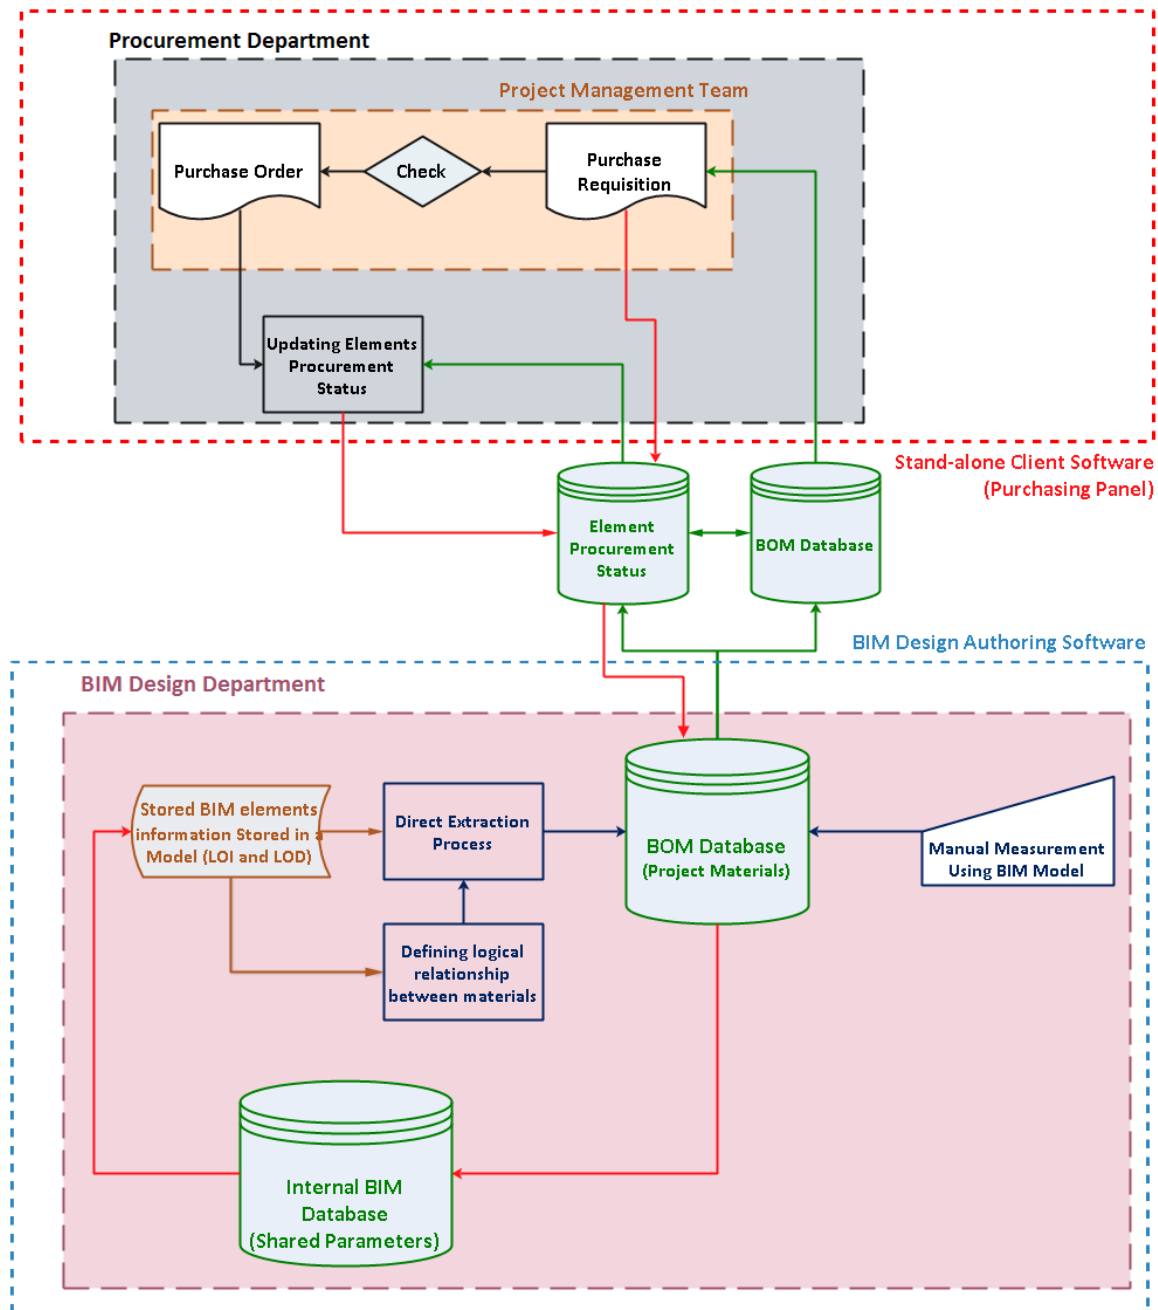 Procurement Department
Project Management Team
Purchase Order
Check
Purchase
Requisition
Updating Elements
Procurement
Status
Stand-alone Client Software
(Purchasing Panel)
Element
Procurement
Status
BOM Database
BIM Design Authoring Software
BIM Design Department
Stored BIM elements
information Stored in a
Model (LOI and LOD)
Direct Extraction
Process
BOM Database
(Project Materials)
Manual Measurement
Using BIM Model
Defining logical
relationship
between materials
Internal BIM
Database
(Shared Parameters)